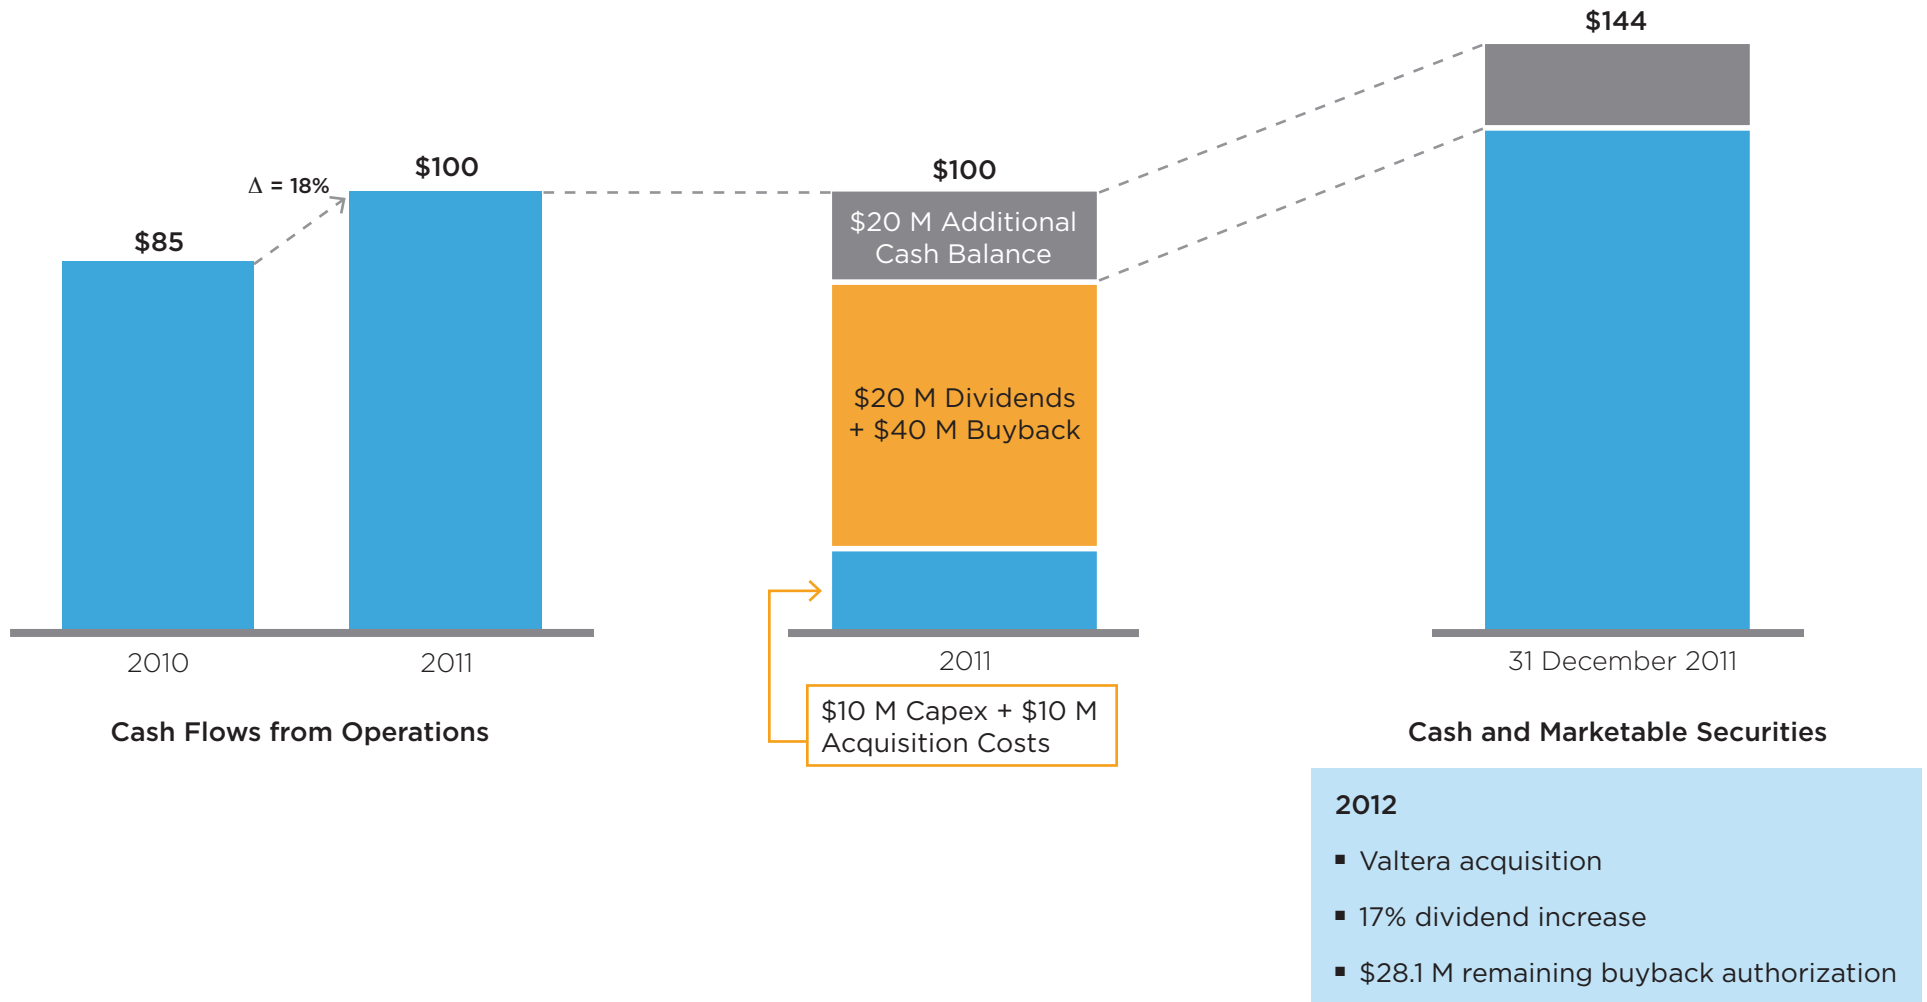 $85
Δ = 18%
$100
2010
2011
Cash Flows from Operations
$100
$20 M Additional
Cash Balance
$20 M Dividends
+ $40 M Buyback
2011
$10 M Capex + $10 M
Acquisition Costs
$144
31 December 2011
Cash and Marketable Securities
2012
▪ Valtera acquisition
▪ 17% dividend increase
▪ $28.1 M remaining buyback authorization